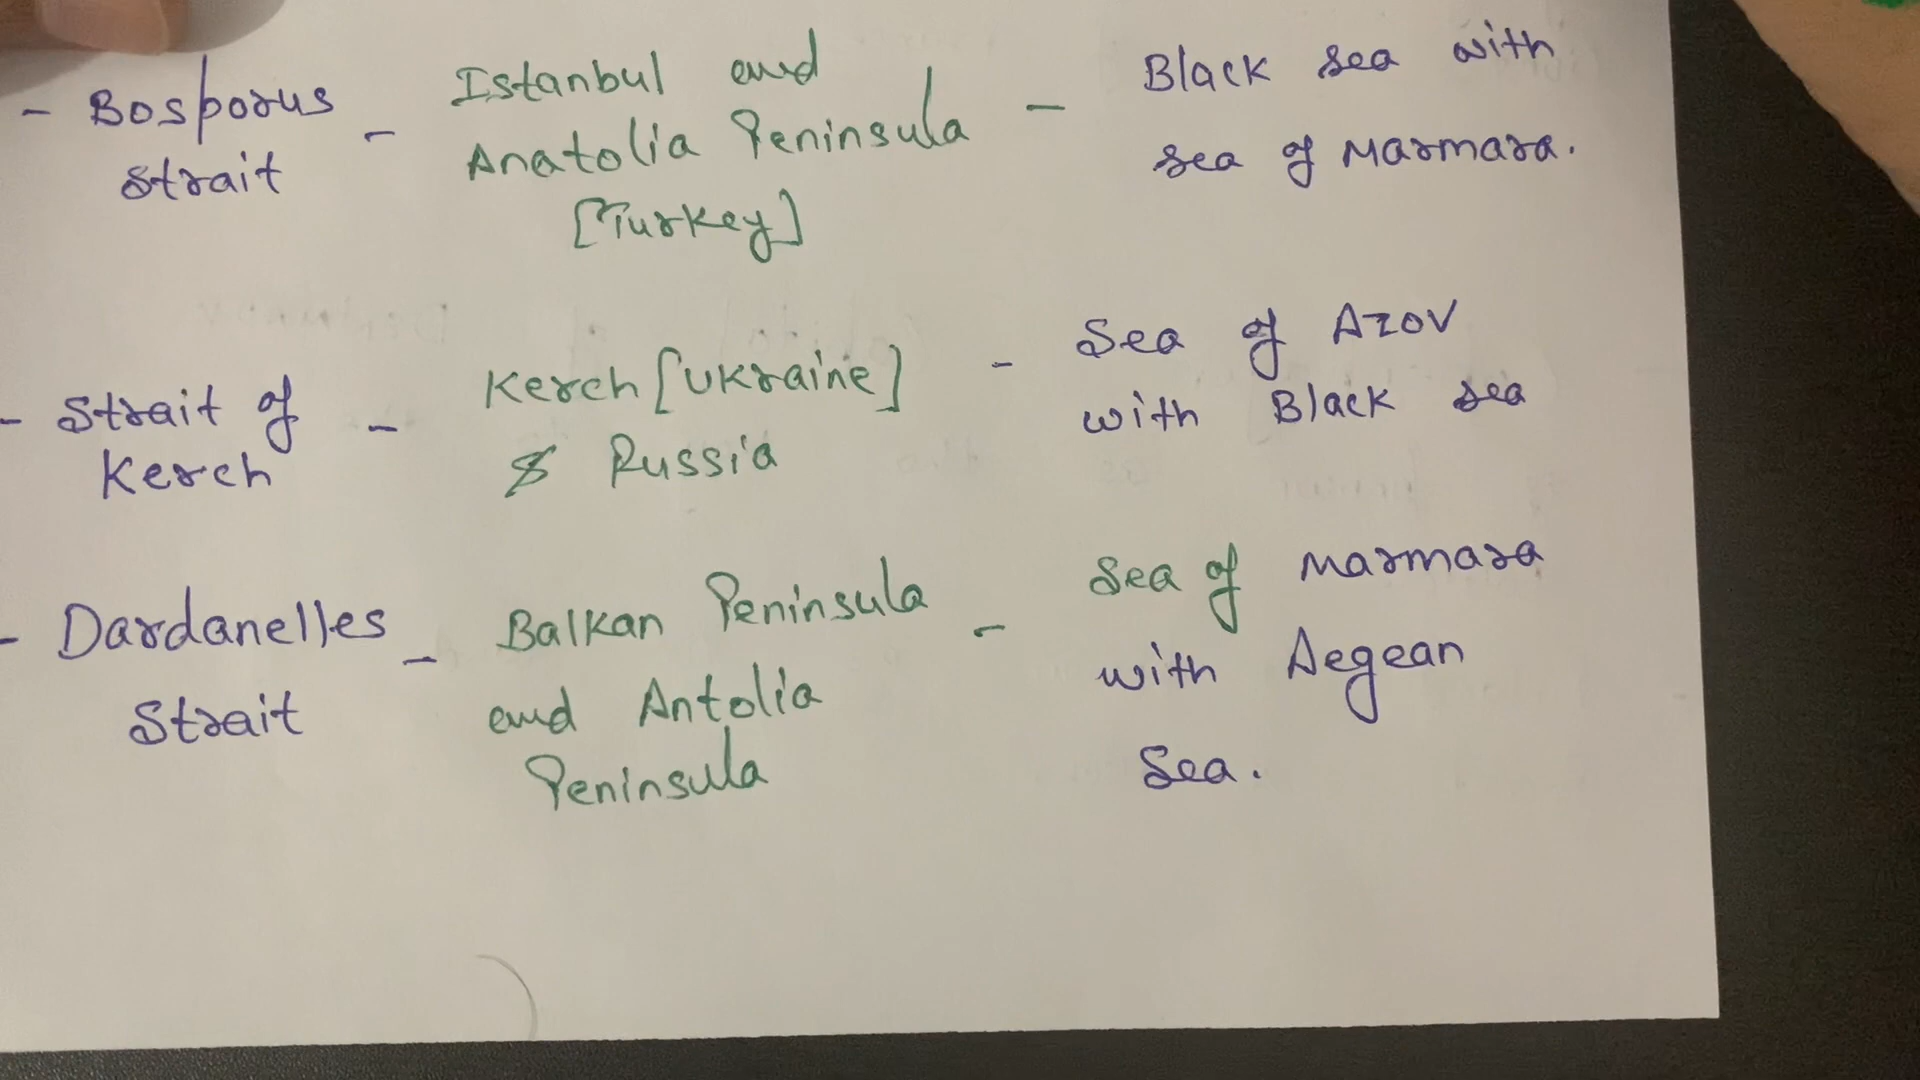 - Bosporus - Istanbul and - Black sea with
Strait Anatolia Peninsula sea of Marmara.
[Turkey]
- Strait of - Kerch [Ukraine] - Sea of Azov
Kerch & Russia with Black sea
- Dardanelles - Balkan Peninsula - Sea of Marmara
Strait and Antolia with Aegean
Peninsula Sea.